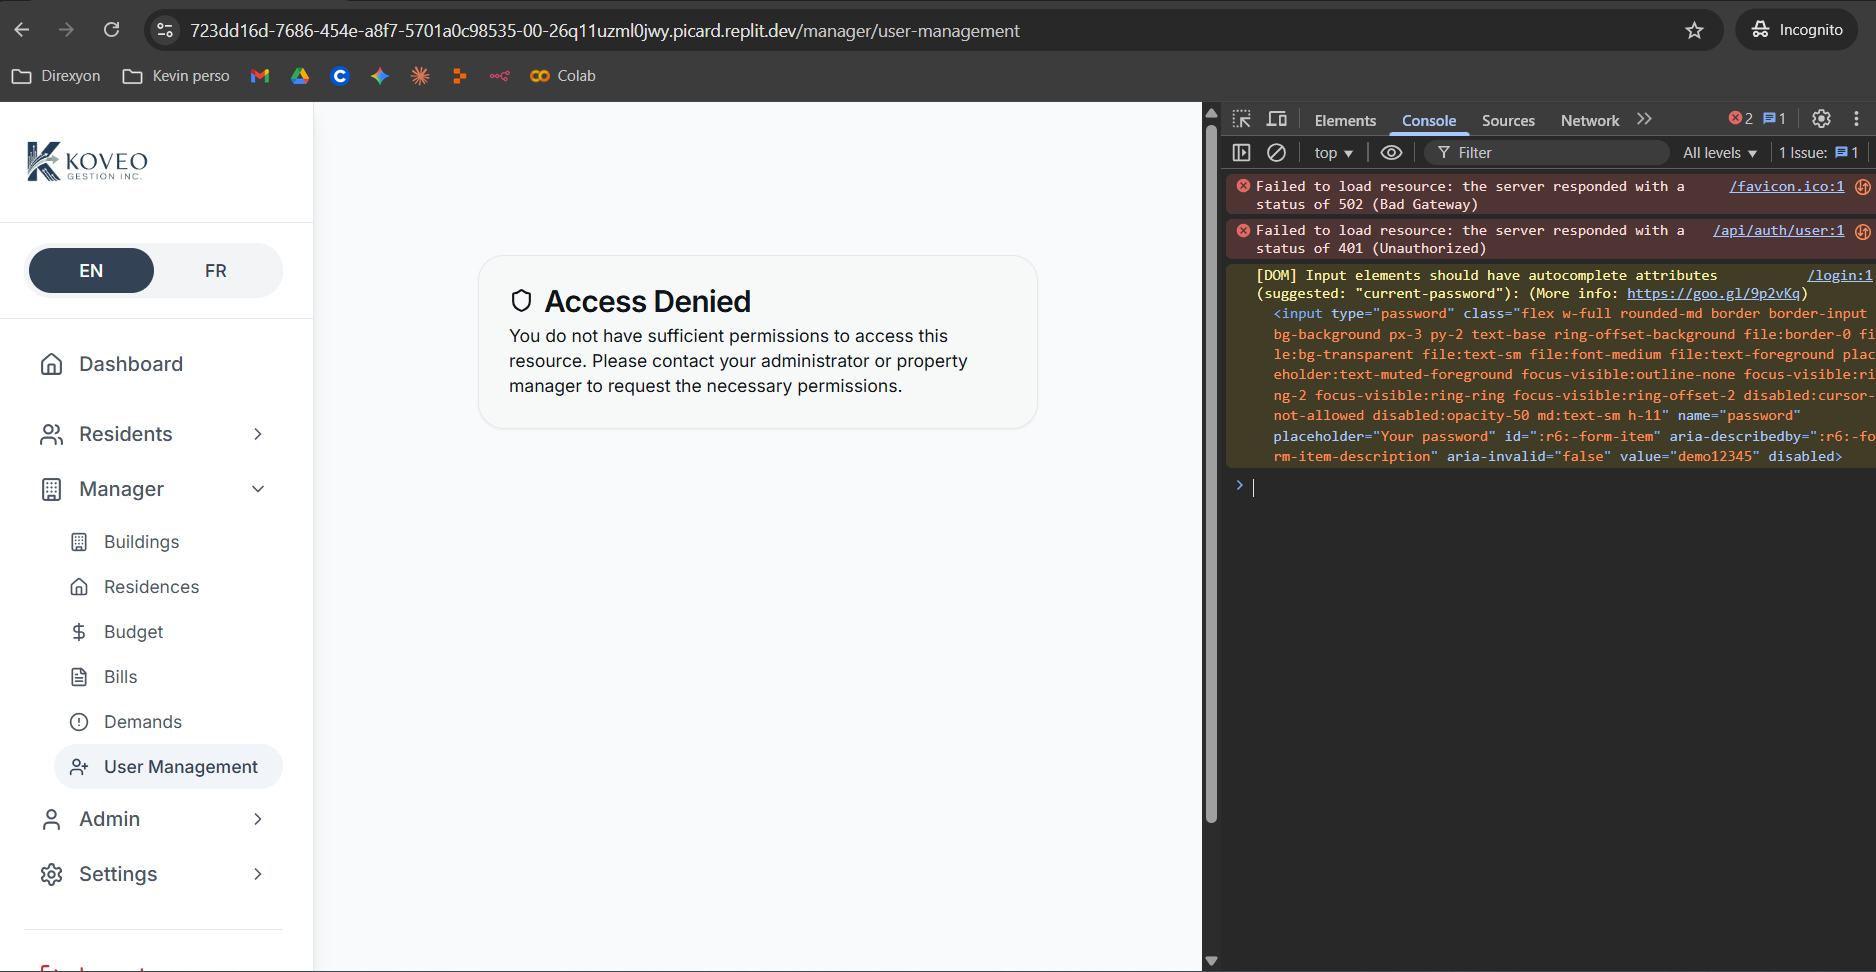 723dd16d-7686-454e-a8f7-5701a0c98535-00-26q11uzml0jwy.picard.replit.dev/manager/user-management
Incognito
Direxyon
Kevin perso
Colab
KOVEO
GESTION INC.
EN
FR
Dashboard
Residents
Manager
Buildings
Residences
Budget
Bills
Demands
User Management
Admin
Settings
Access Denied
You do not have sufficient permissions to access this
resource. Please contact your administrator or property
manager to request the necessary permissions.
Elements Console Sources Network 2 1
top Filter All levels 1 Issue: 1
Failed to load resource: the server responded with a /favicon.ico:1
status of 502 (Bad Gateway)
Failed to load resource: the server responded with a /api/auth/user:1
status of 401 (Unauthorized)
[DOM] Input elements should have autocomplete attributes /login:1
(suggested: "current-password"): (More info: https://goo.gl/9p2vKq)
<input type="password" class="flex w-full rounded-md border border-input
bg-background px-3 py-2 text-base ring-offset-background file:border-0 fi
le:bg-transparent file:text-sm file:font-medium file:text-foreground plac
eholder:text-muted-foreground focus-visible:outline-none focus-visible:ri
ng-2 focus-visible:ring-ring focus-visible:ring-offset-2 disabled:cursor-
not-allowed disabled:opacity-50 md:text-sm h-11" name="password"
placeholder="Your password" id=":r6:-form-item" aria-describedby=":r6:-fo
rm-item-description" aria-invalid="false" value="demo12345" disabled>